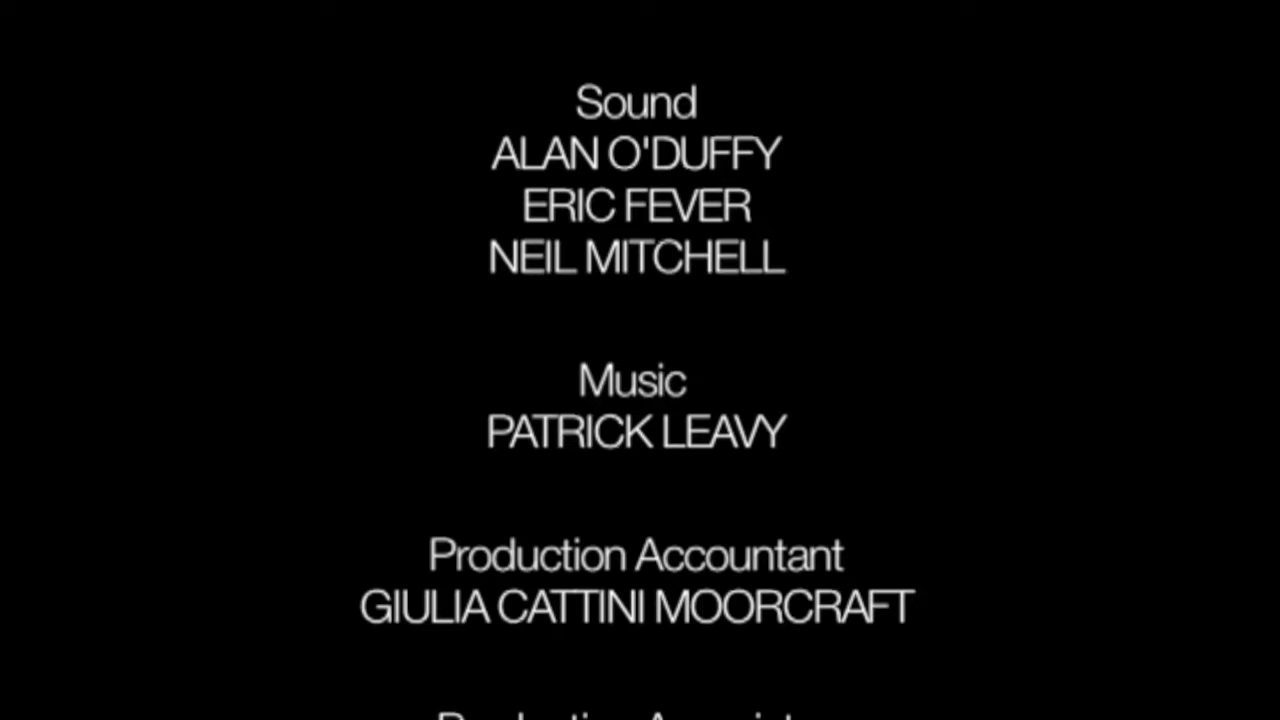 Sound
ALAN O'DUFFY
ERIC FEVER
NEIL MITCHELL
Music
PATRICK LEAVY
Production Accountant
GIULIA CATTINI MOORCRAFT